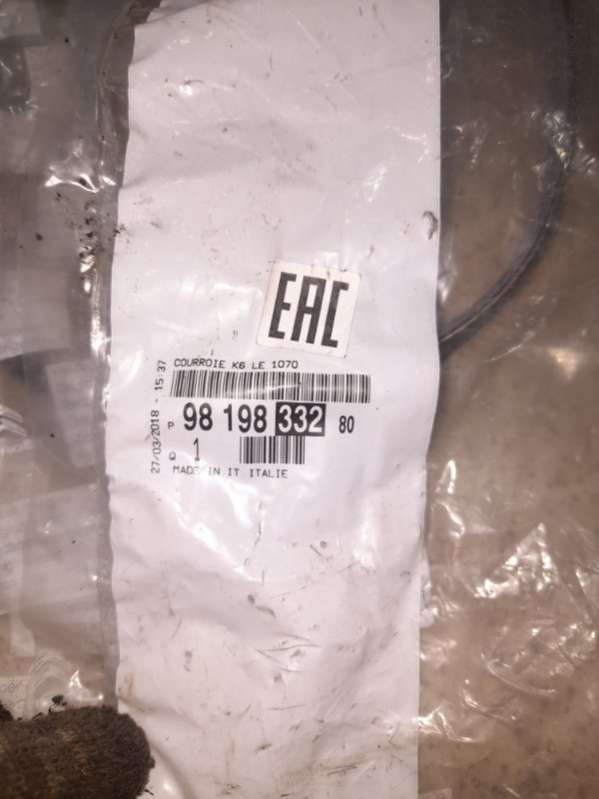 EAC
COURROIE K6 LE 1070
P 98 198 332 80
Q 1
MADE IN IT ITALIE
27/03/2018 - 15:37